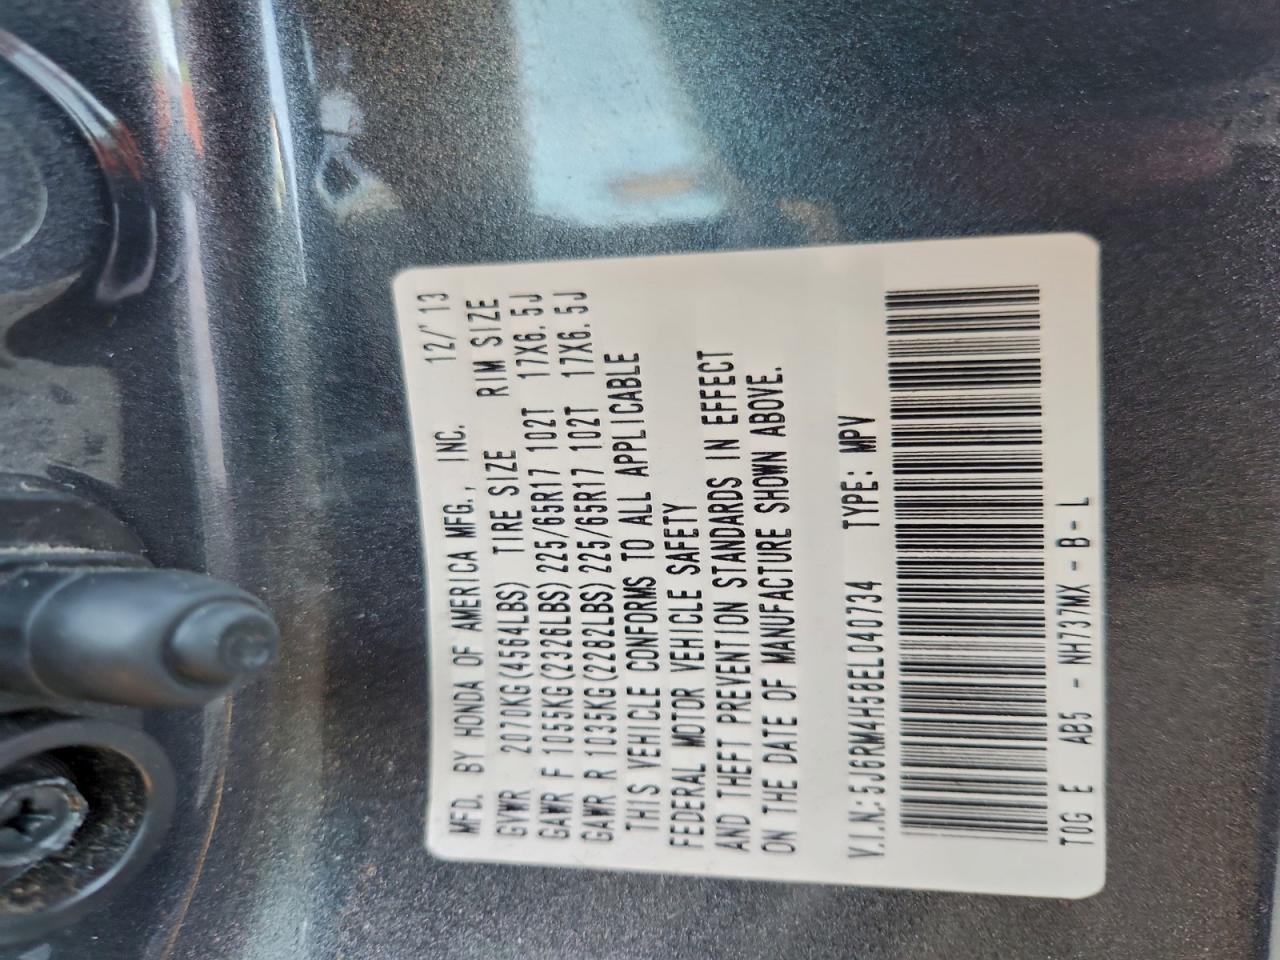 MFD. BY HONDA OF AMERICA MFG., INC. 12/'13
GVWR 2070KG(4564LBS) TIRE SIZE RIM SIZE
GAWR F 1055KG(2326LBS) 225/65R17 102T 17X6.5J
GAWR R 1035KG(2282LBS) 225/65R17 102T 17X6.5J
THIS VEHICLE CONFORMS TO ALL APPLICABLE
FEDERAL MOTOR VEHICLE SAFETY
AND THEFT PREVENTION STANDARDS IN EFFECT
ON THE DATE OF MANUFACTURE SHOWN ABOVE.
V.I.N.: 5J6RM4H58EL040734 TYPE: MPV
T0G E AB5 - NH737MX - B - L